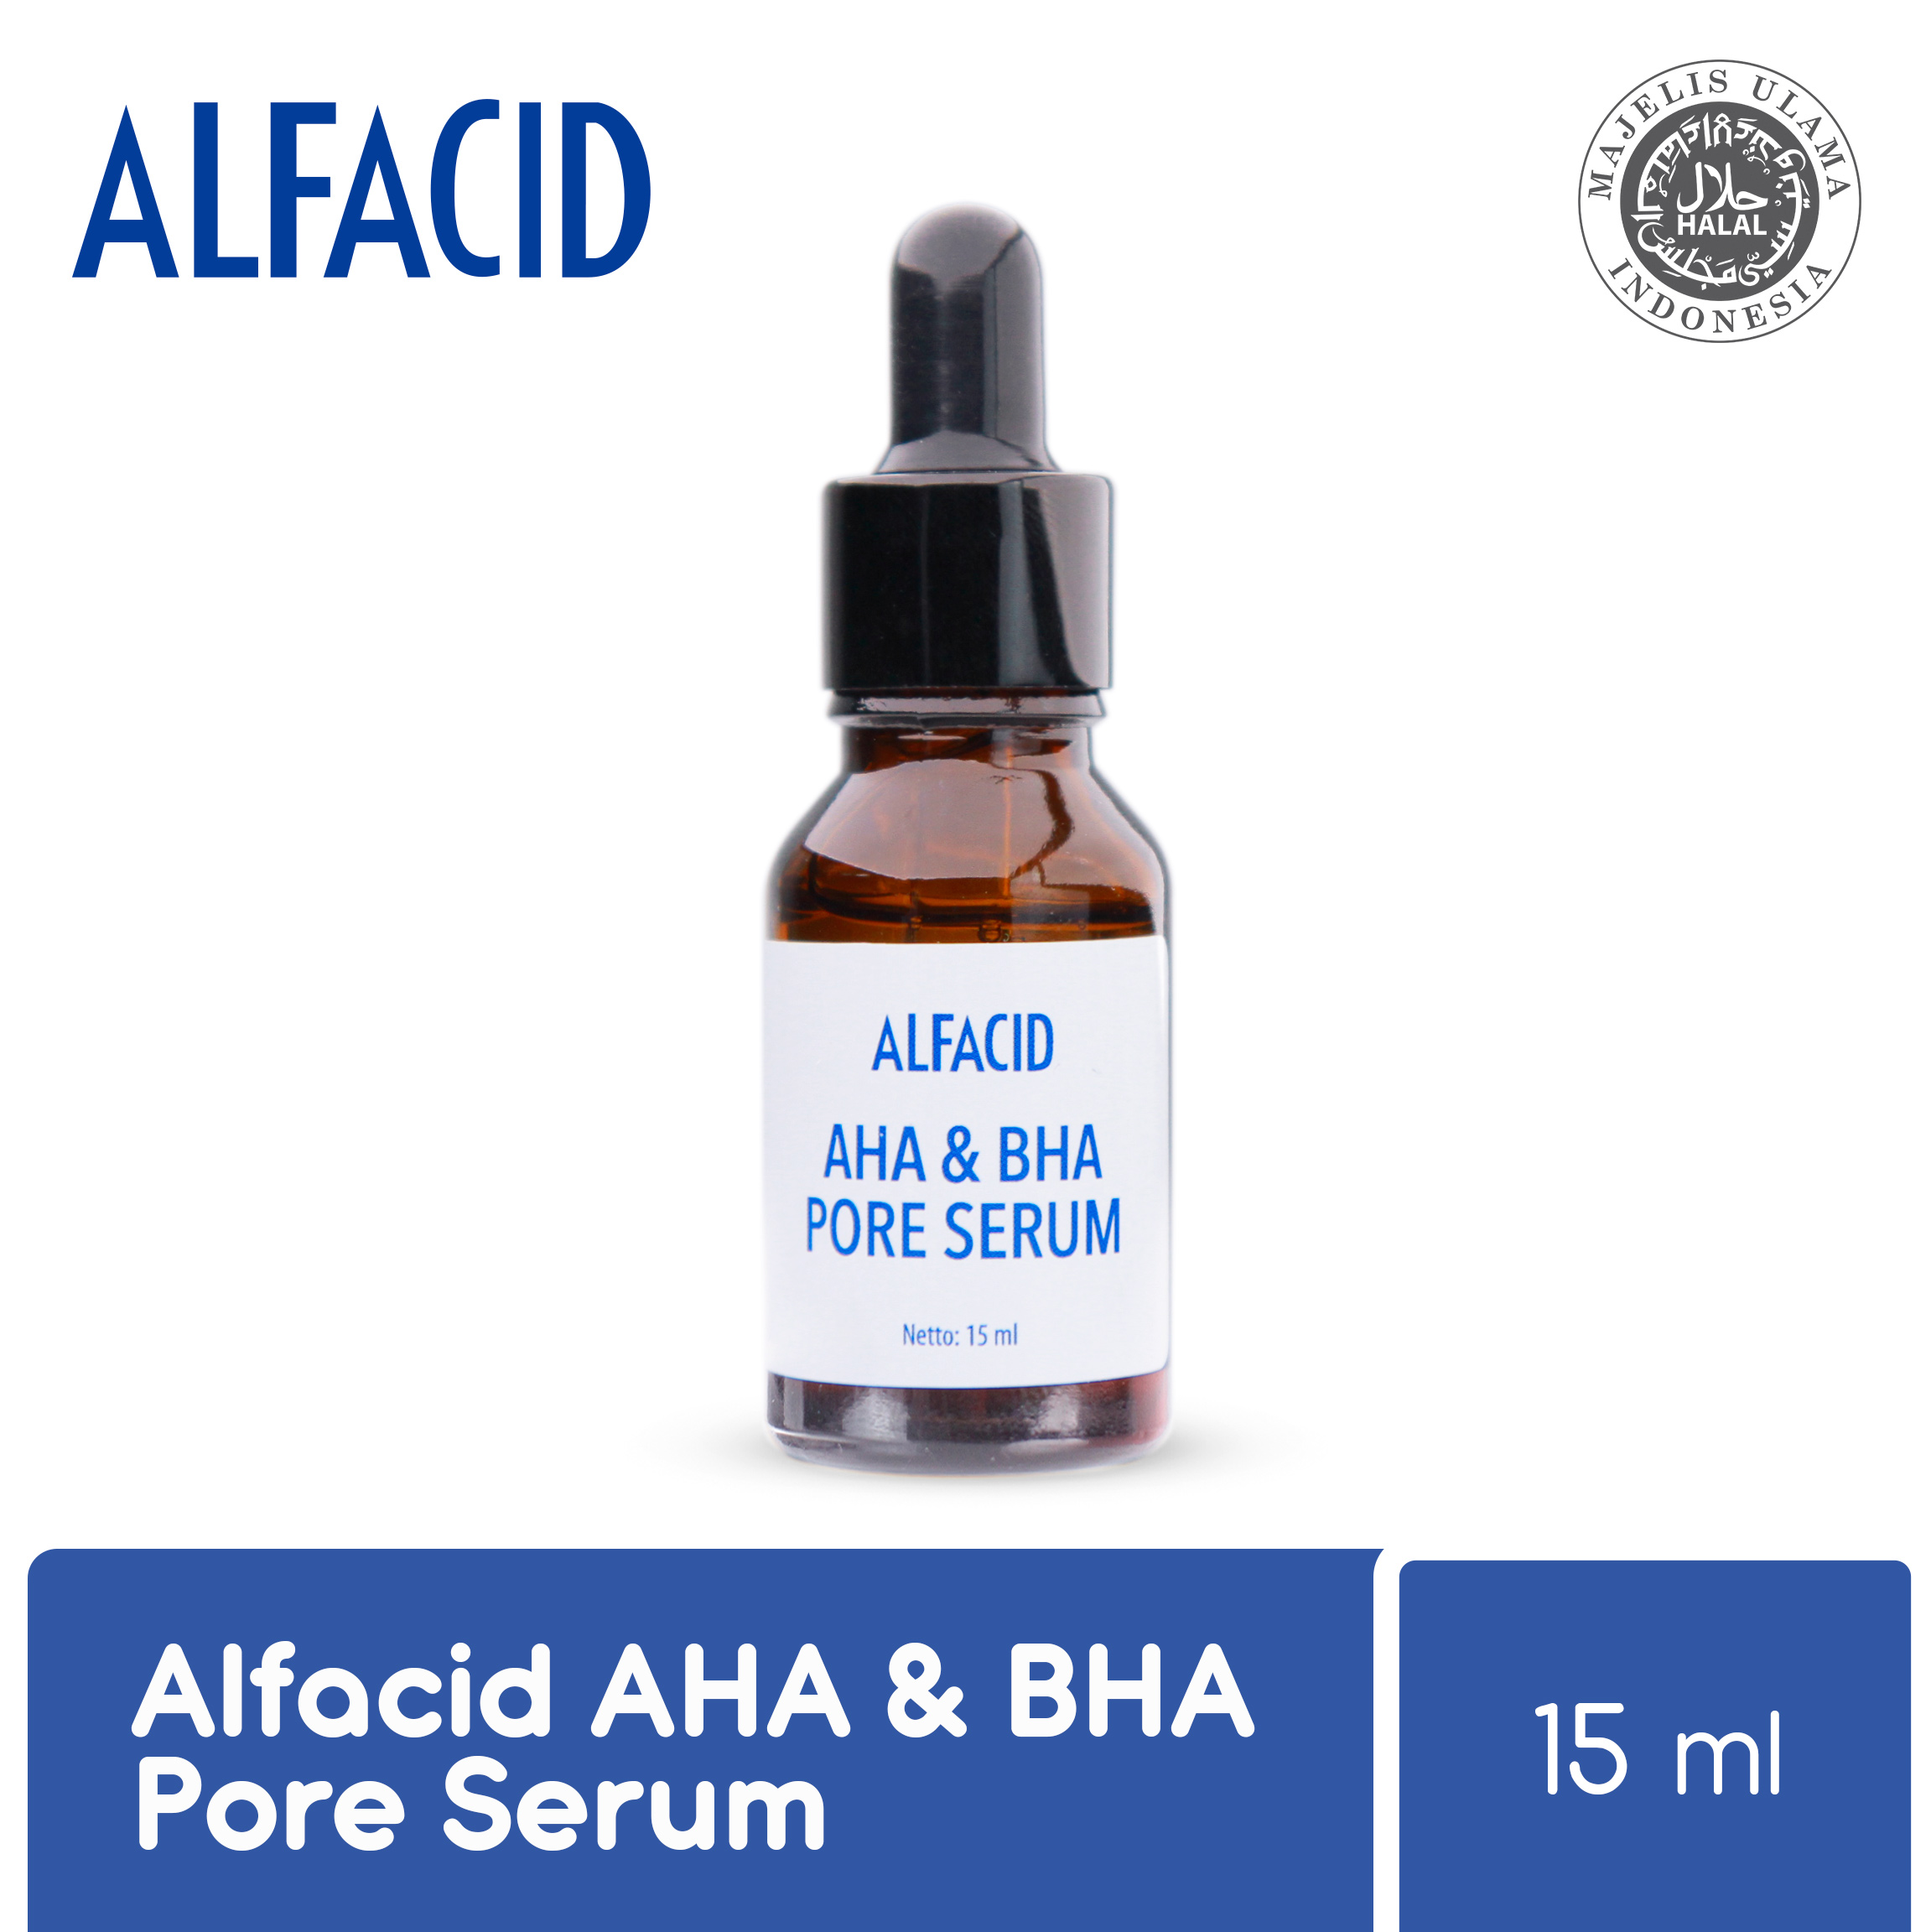 ALFACID
MAJELIS ULAMA
حلال
HALAL
INDONESIA
ALFACID
AHA & BHA
PORE SERUM
Netto: 15 ml
Alfacid AHA & BHA
Pore Serum
15 ml